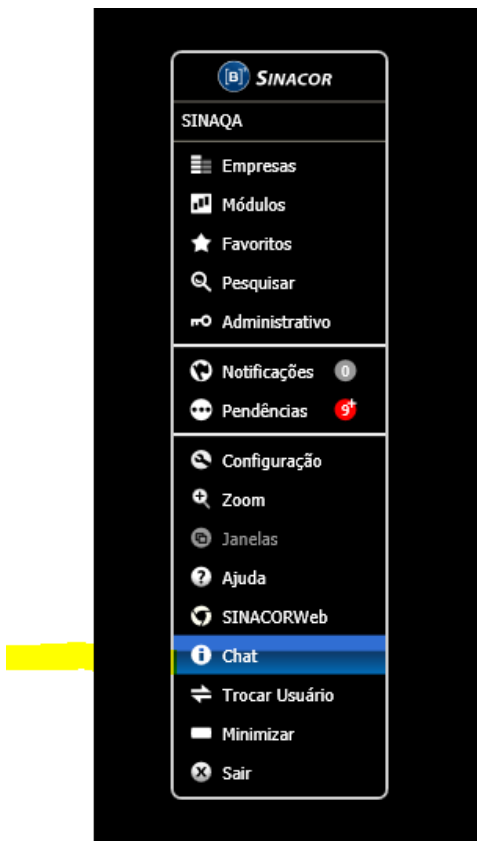 [B]³ SINACOR
SINAQA
Empresas
Módulos
Favoritos
Pesquisar
Administrativo
Notificações 0
Pendências 9+
Configuração
Zoom
Janelas
Ajuda
SINACORWeb
Chat
Trocar Usuário
Minimizar
Sair